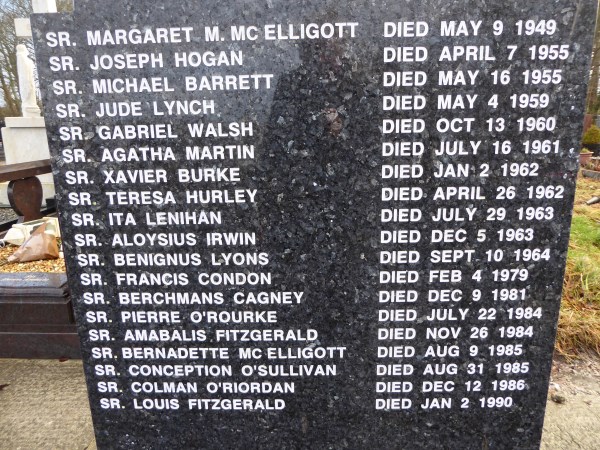 SR. MARGARET M. MC ELLIGOTT DIED MAY 9 1949
SR. JOSEPH HOGAN DIED APRIL 7 1955
SR. MICHAEL BARRETT DIED MAY 16 1955
SR. JUDE LYNCH DIED MAY 4 1959
SR. GABRIEL WALSH DIED OCT 13 1960
SR. AGATHA MARTIN DIED JULY 16 1961
SR. XAVIER BURKE DIED JAN 2 1962
SR. TERESA HURLEY DIED APRIL 26 1962
SR. ITA LENIHAN DIED JULY 29 1963
SR. ALOYSIUS IRWIN DIED DEC 5 1963
SR. BENIGNUS LYONS DIED SEPT 10 1964
SR. FRANCIS CONDON DIED FEB 4 1979
SR. BERCHMANS CAGNEY DIED DEC 9 1981
SR. PIERRE O'ROURKE DIED JULY 22 1984
SR. AMABALIS FITZGERALD DIED NOV 26 1984
SR. BERNADETTE MC ELLIGOTT DIED AUG 9 1985
SR. CONCEPTION O'SULLIVAN DIED AUG 31 1985
SR. COLMAN O'RIORDAN DIED DEC 12 1986
SR. LOUIS FITZGERALD DIED JAN 2 1990